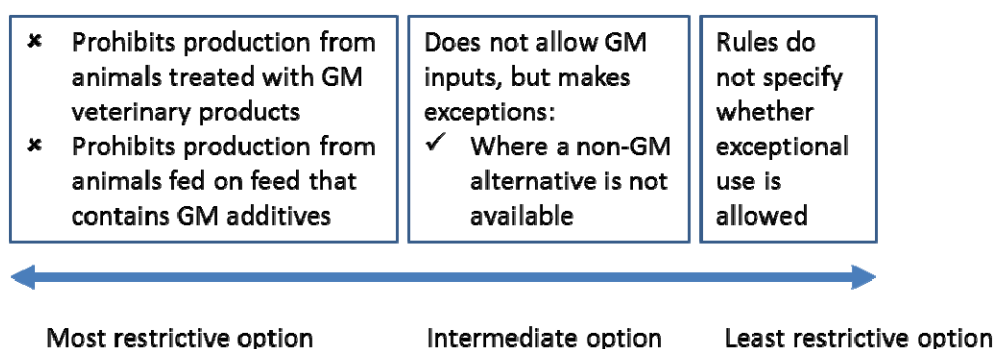 × Prohibits production from
animals treated with GM
veterinary products
× Prohibits production from
animals fed on feed that
contains GM additives
Does not allow GM
inputs, but makes
exceptions:
✓ Where a non-GM
alternative is not
available
Rules do
not specify
whether
exceptional
use is
allowed
Most restrictive option
Intermediate option
Least restrictive option